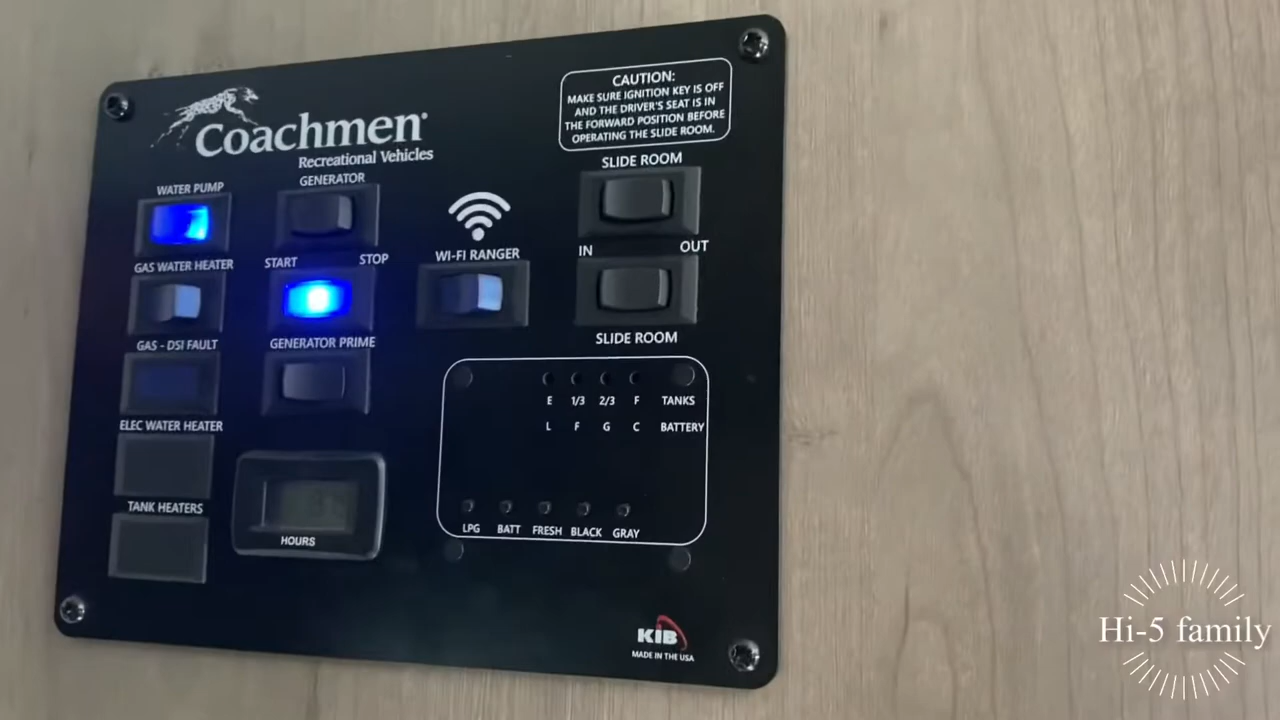 Coachmen
Recreational Vehicles
CAUTION:
MAKE SURE IGNITION KEY IS OFF
AND THE DRIVER'S SEAT IS IN
THE FORWARD POSITION BEFORE
OPERATING THE SLIDE ROOM.
WATER PUMP
GENERATOR
SLIDE ROOM
GAS WATER HEATER
START
STOP
WI-FI RANGER
IN
OUT
GAS - DSI FAULT
GENERATOR PRIME
SLIDE ROOM
ELEC WATER HEATER
TANK HEATERS
HOURS
E 1/3 2/3 F TANKS
L F G C BATTERY
LPG BATT FRESH BLACK GRAY
KIB
MADE IN THE USA
Hi-5 family